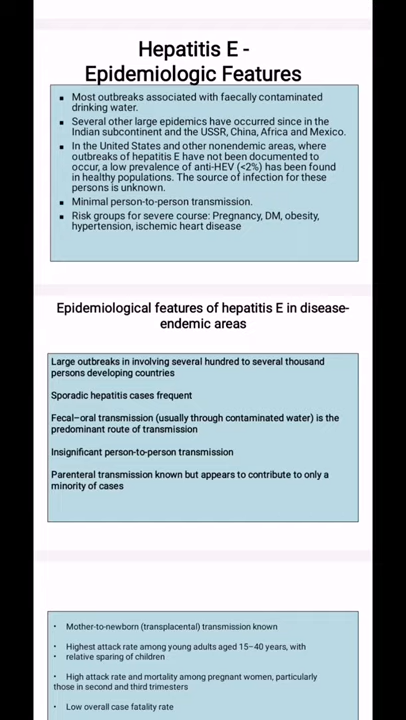 Hepatitis E -
Epidemiologic Features
▪ Most outbreaks associated with faecally contaminated
drinking water.
▪ Several other large epidemics have occurred since in the
Indian subcontinent and the USSR, China, Africa and Mexico.
▪ In the United States and other nonendemic areas, where
outbreaks of hepatitis E have not been documented to
occur, a low prevalence of anti-HEV (<2%) has been found
in healthy populations. The source of infection for these
persons is unknown.
▪ Minimal person-to-person transmission.
▪ Risk groups for severe course: Pregnancy, DM, obesity,
hypertension, ischemic heart disease
Epidemiological features of hepatitis E in disease-
endemic areas
Large outbreaks in involving several hundred to several thousand
persons developing countries
Sporadic hepatitis cases frequent
Fecal–oral transmission (usually through contaminated water) is the
predominant route of transmission
Insignificant person-to-person transmission
Parenteral transmission known but appears to contribute to only a
minority of cases
• Mother-to-newborn (transplacental) transmission known
• Highest attack rate among young adults aged 15–40 years, with
• relative sparing of children
• High attack rate and mortality among pregnant women, particularly
those in second and third trimesters
• Low overall case fatality rate